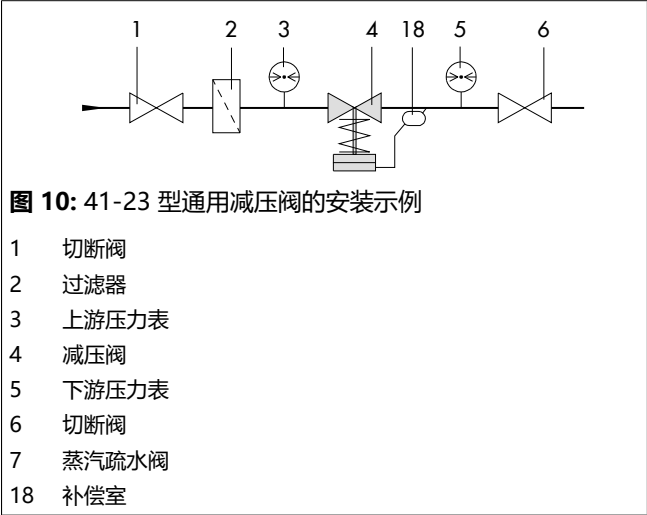 1 2 3 4 18 5 6
图 10: 41-23 型通用减压阀的安装示例
1 切断阀
2 过滤器
3 上游压力表
4 减压阀
5 下游压力表
6 切断阀
7 蒸汽疏水阀
18 补偿室